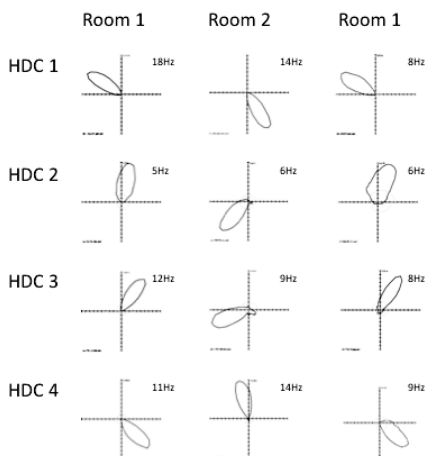 Room 1 Room 2 Room 1
HDC 1 18Hz 14Hz 8Hz
HDC 2 5Hz 6Hz 6Hz
HDC 3 12Hz 9Hz 8Hz
HDC 4 11Hz 14Hz 9Hz